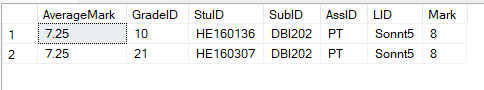 AverageMark GradeID StuID SubID AssID LID Mark
1 7.25 10 HE160136 DBI202 PT Sonnt5 8
2 7.25 21 HE160307 DBI202 PT Sonnt5 8